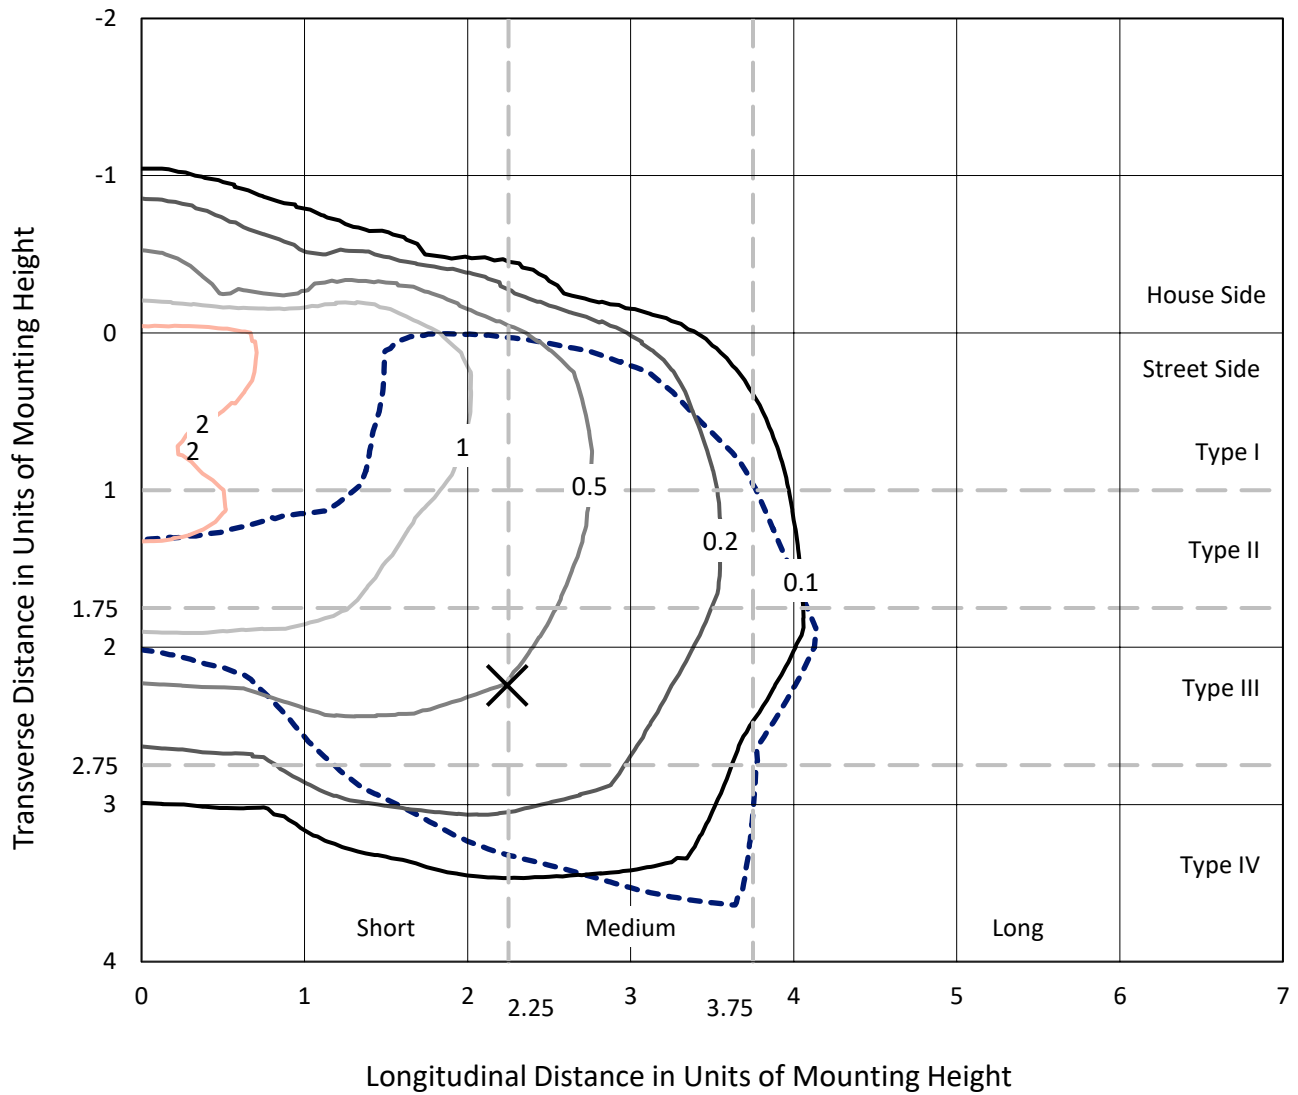 -2
-1
House Side
0
Street Side
2
Type I
2
1
0.5
1
0.2
Type II
0.1
1.75
2
Type III
2.75
3
Type IV
Short
Medium
Long
4
0
1
2
2.25
3
3.75
4
5
6
7
Longitudinal Distance in Units of Mounting Height
Transverse Distance in Units of Mounting Height